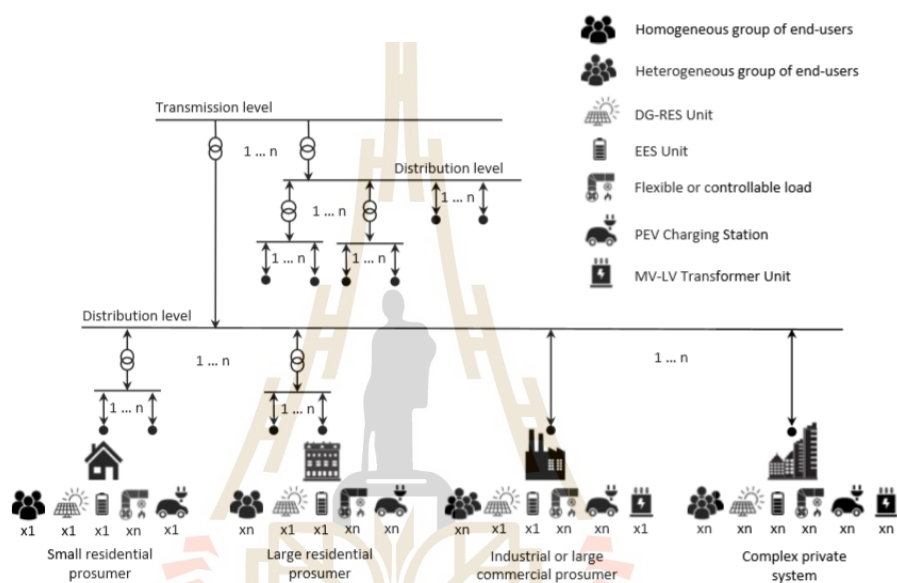 Homogeneous group of end-users
Heterogeneous group of end-users
DG-RES Unit
EES Unit
Flexible or controllable load
PEV Charging Station
MV-LV Transformer Unit
Transmission level
1 ... n
Distribution level
1 ... n
1 ... n
1 ... n
1 ... n
Distribution level
1 ... n
1 ... n
1 ... n
1 ... n
x1 x1 x1 xn x1
Small residential
prosumer
xn x1 x1 xn xn
Large residential
prosumer
xn x1 x1 xn xn x1
Industrial or large
commercial prosumer
xn xn xn xn xn xn
Complex private
system